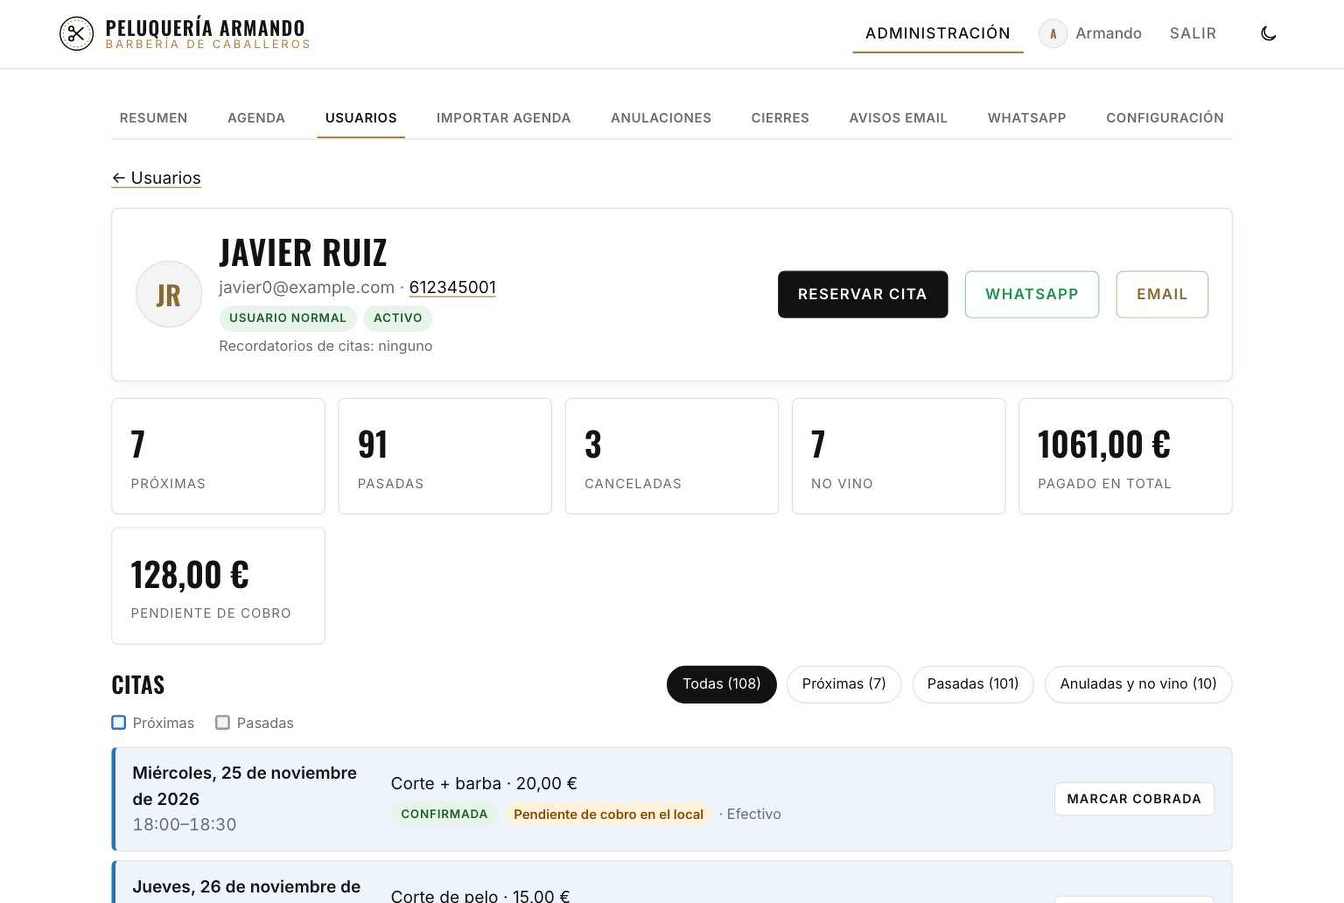 PELUQUERÍA ARMANDO
BARBERÍA DE CABALLEROS
ADMINISTRACIÓN
A
Armando
SALIR
RESUMEN
AGENDA
USUARIOS
IMPORTAR AGENDA
ANULACIONES
CIERRES
AVISOS EMAIL
WHATSAPP
CONFIGURACIÓN
← Usuarios
JR
JAVIER RUIZ
javier0@example.com · 612345001
USUARIO NORMAL
ACTIVO
Recordatorios de citas: ninguno
RESERVAR CITA
WHATSAPP
EMAIL
7
PRÓXIMAS
91
PASADAS
3
CANCELADAS
7
NO VINO
1061,00 €
PAGADO EN TOTAL
128,00 €
PENDIENTE DE COBRO
CITAS
Todas (108)
Próximas (7)
Pasadas (101)
Anuladas y no vino (10)
Próximas
Pasadas
Miércoles, 25 de noviembre
de 2026
18:00–18:30
Corte + barba · 20,00 €
CONFIRMADA
Pendiente de cobro en el local
· Efectivo
MARCAR COBRADA
Jueves, 26 de noviembre de
Corte de pelo · 15,00 €